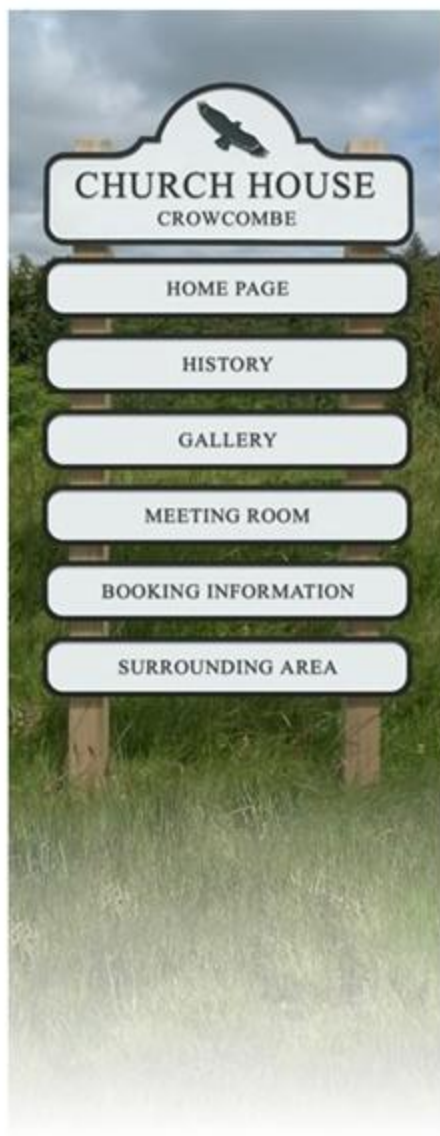 CHURCH HOUSE
CROWCOMBE
HOME PAGE
HISTORY
GALLERY
MEETING ROOM
BOOKING INFORMATION
SURROUNDING AREA